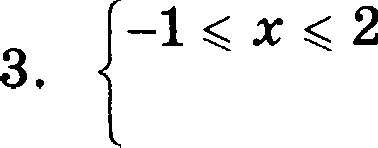 3. { -1 ⩽ x ⩽ 2